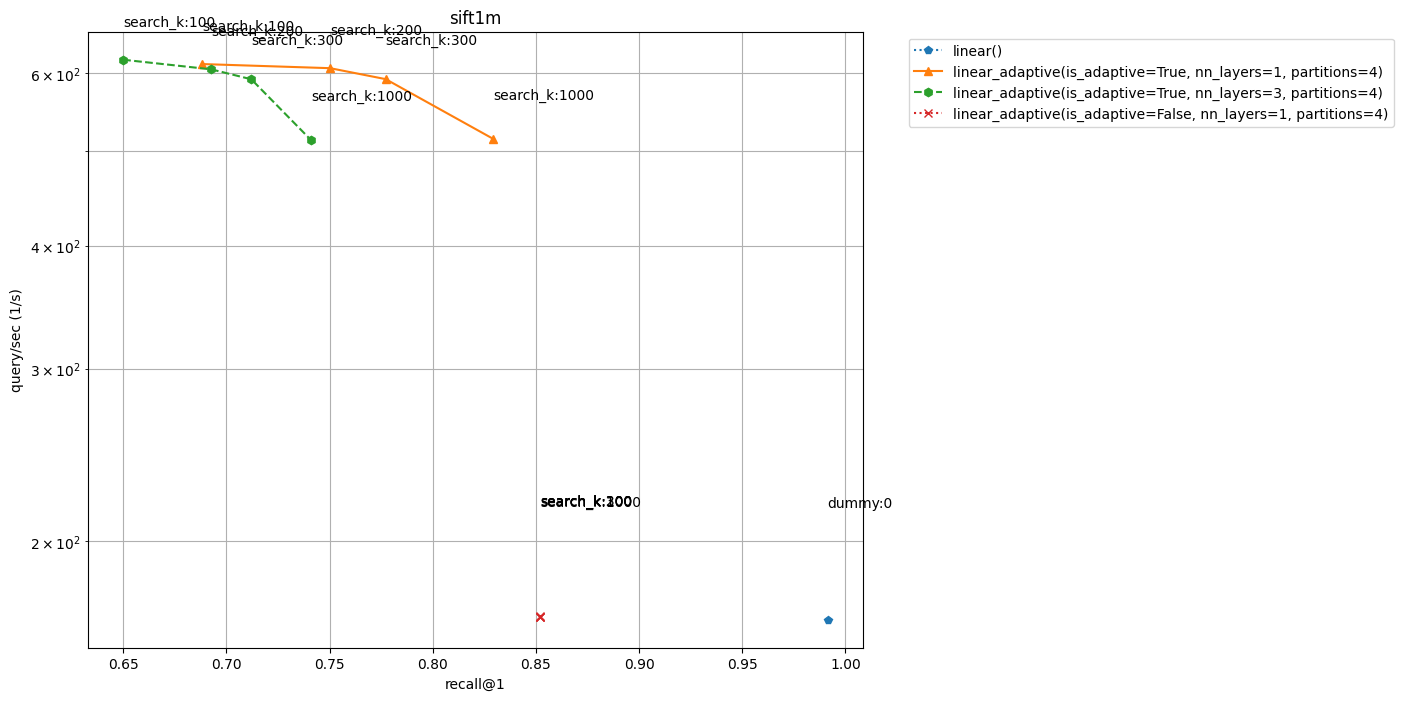 sift1m
search_k:100
search_k:100
search_k:200
search_k:300
search_k:200
search_k:300
search_k:1000
search_k:1000
search_k:1000
dummy:0
6 × 10²
4 × 10²
3 × 10²
2 × 10²
query/sec (1/s)
0.65 0.70 0.75 0.80 0.85 0.90 0.95 1.00
recall@1
linear()
linear_adaptive(is_adaptive=True, nn_layers=1, partitions=4)
linear_adaptive(is_adaptive=True, nn_layers=3, partitions=4)
linear_adaptive(is_adaptive=False, nn_layers=1, partitions=4)